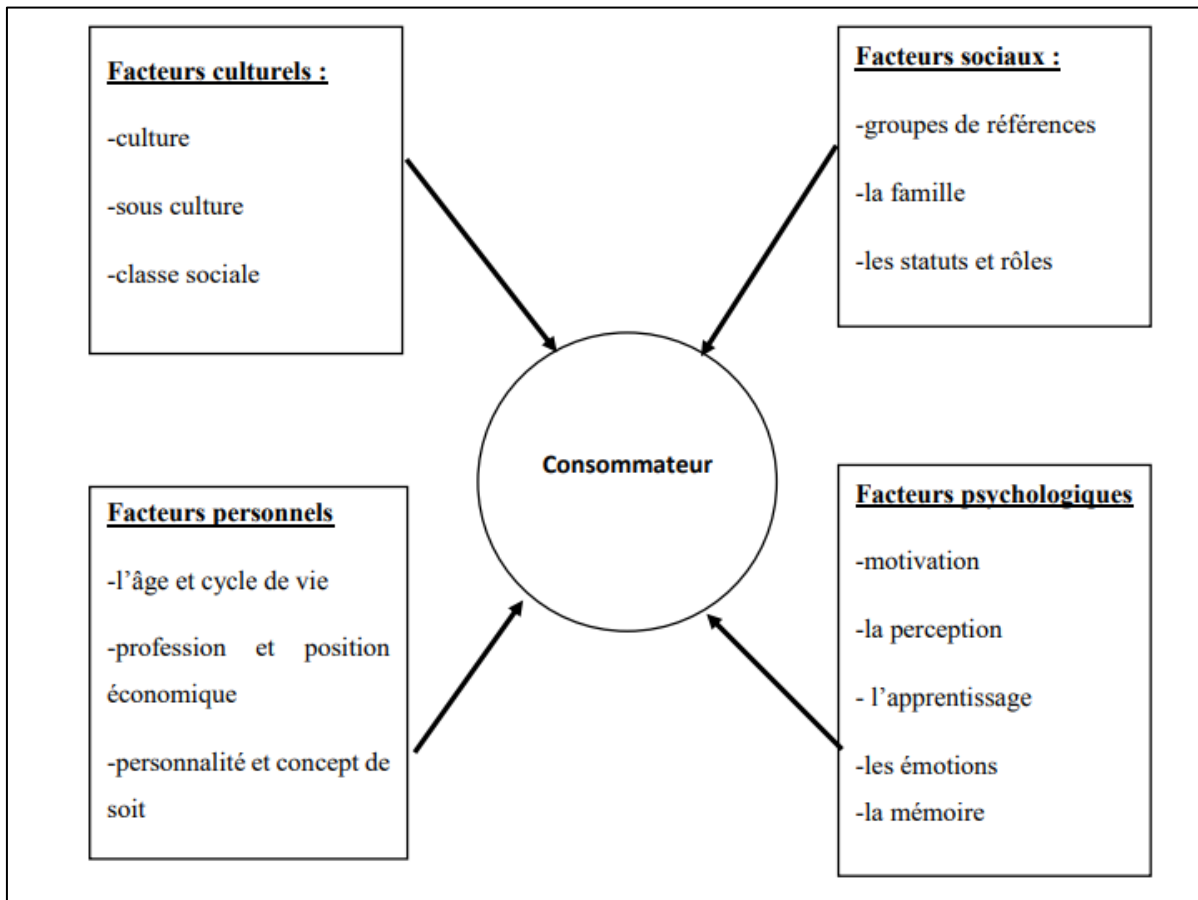 Facteurs culturels :
-culture
-sous culture
-classe sociale
Facteurs sociaux :
-groupes de références
-la famille
-les statuts et rôles
Consommateur
Facteurs personnels
-l’âge et cycle de vie
-profession et position
économique
-personnalité et concept de
soit
Facteurs psychologiques
-motivation
-la perception
- l’apprentissage
-les émotions
-la mémoire